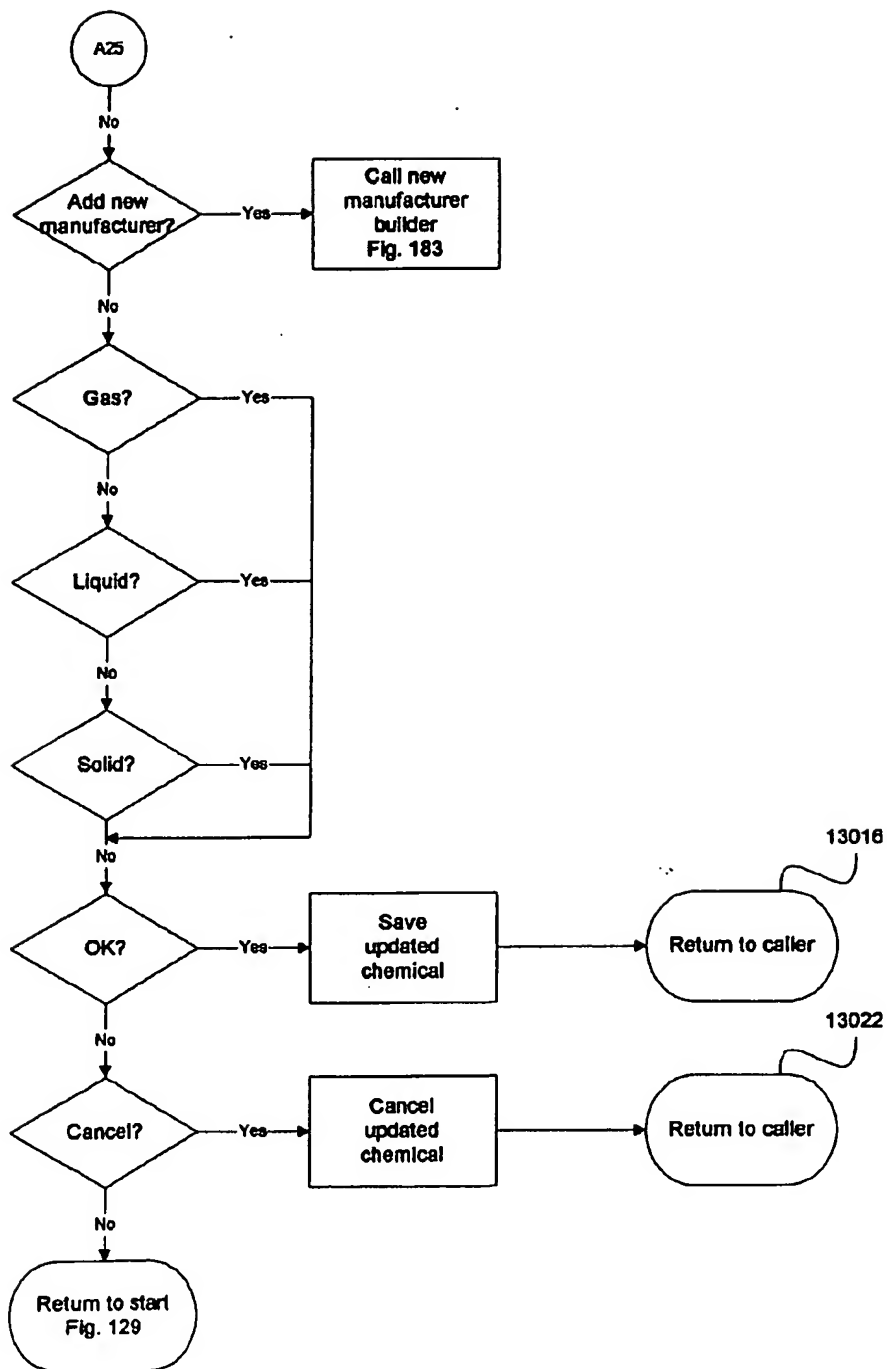 A25
No
Add new
manufacturer?
Yes
Call new
manufacturer
builder
Fig. 183
No
Gas?
Yes
No
Liquid?
Yes
No
Solid?
Yes
No
13016
OK?
Yes
Save
updated
chemical
Return to caller
No
13022
Cancel?
Yes
Cancel
updated
chemical
Return to caller
No
Return to start
Fig. 129